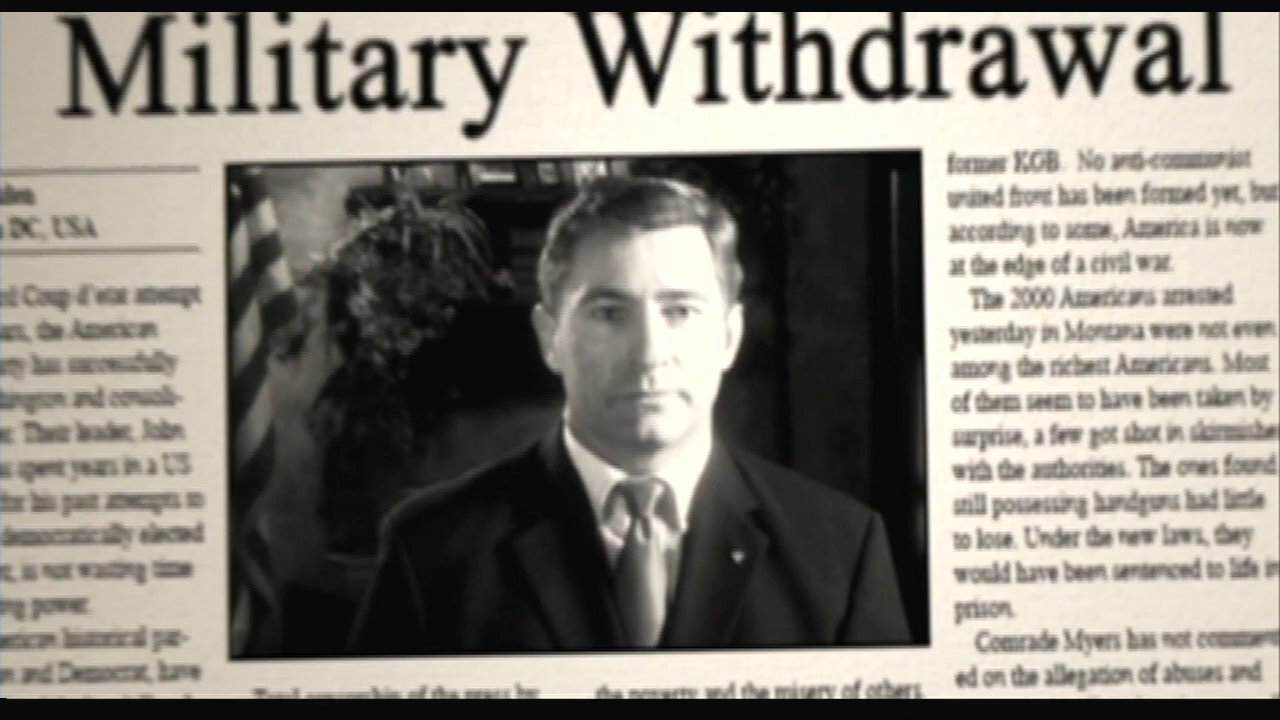 Military Withdrawal
DC, USA
Coup d'etat attempt
the American
has successfully
and consol-
Their leader, John
spent years in a US
for his past attempts to
democratically elected
is not wasting time
power.
historical par-
and Democrat, have
censorship of the press by
the poverty and the misery of others.
former KGB. No anti-communist
united front has been formed yet, but
according to some, America is now
at the edge of a civil war.
The 2000 Americans arrested
yesterday in Montana were not even
among the richest Americans. Most
of them seem to have been taken by
surprise, a few got shot in skirmishe
with the authorities. The ones found
still possessing handguns had little
to lose. Under the new laws, they
would have been sentenced to life in
prison.
Comrade Myers has not comment
ed on the allegation of abuses and